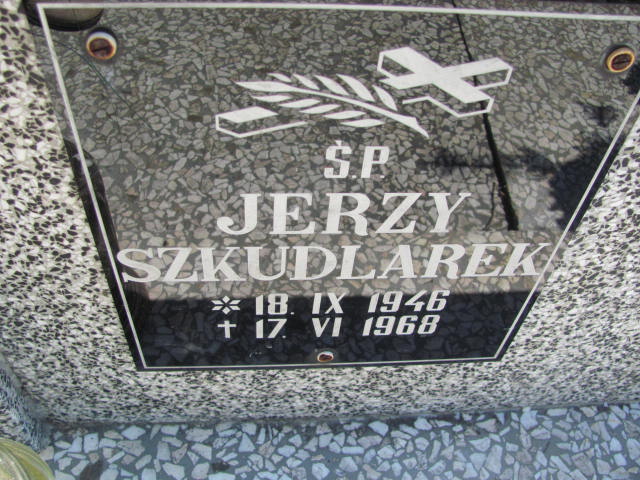 Ś.P.
JERZY
SZKUDLAREK
* 18. IX 1946
+ 17. VI 1968